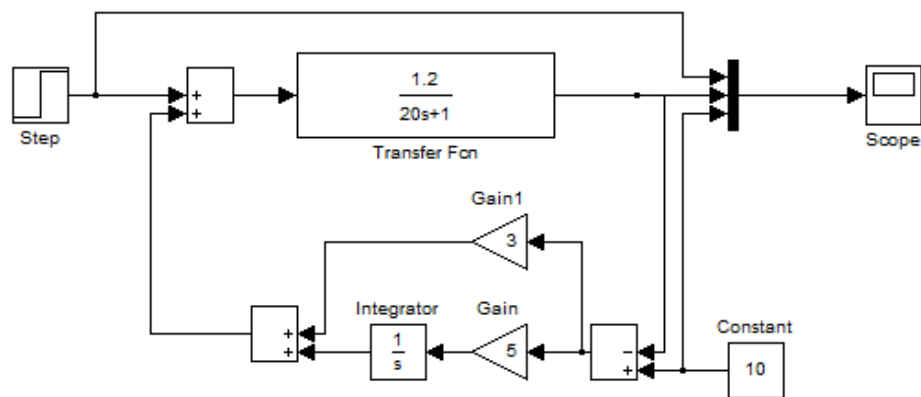 1.2
20s+1
+
+
Step
Transfer Fcn
Scope
Gain1
3
Integrator
Gain
Constant
+
+
1
s
5
−
+
10